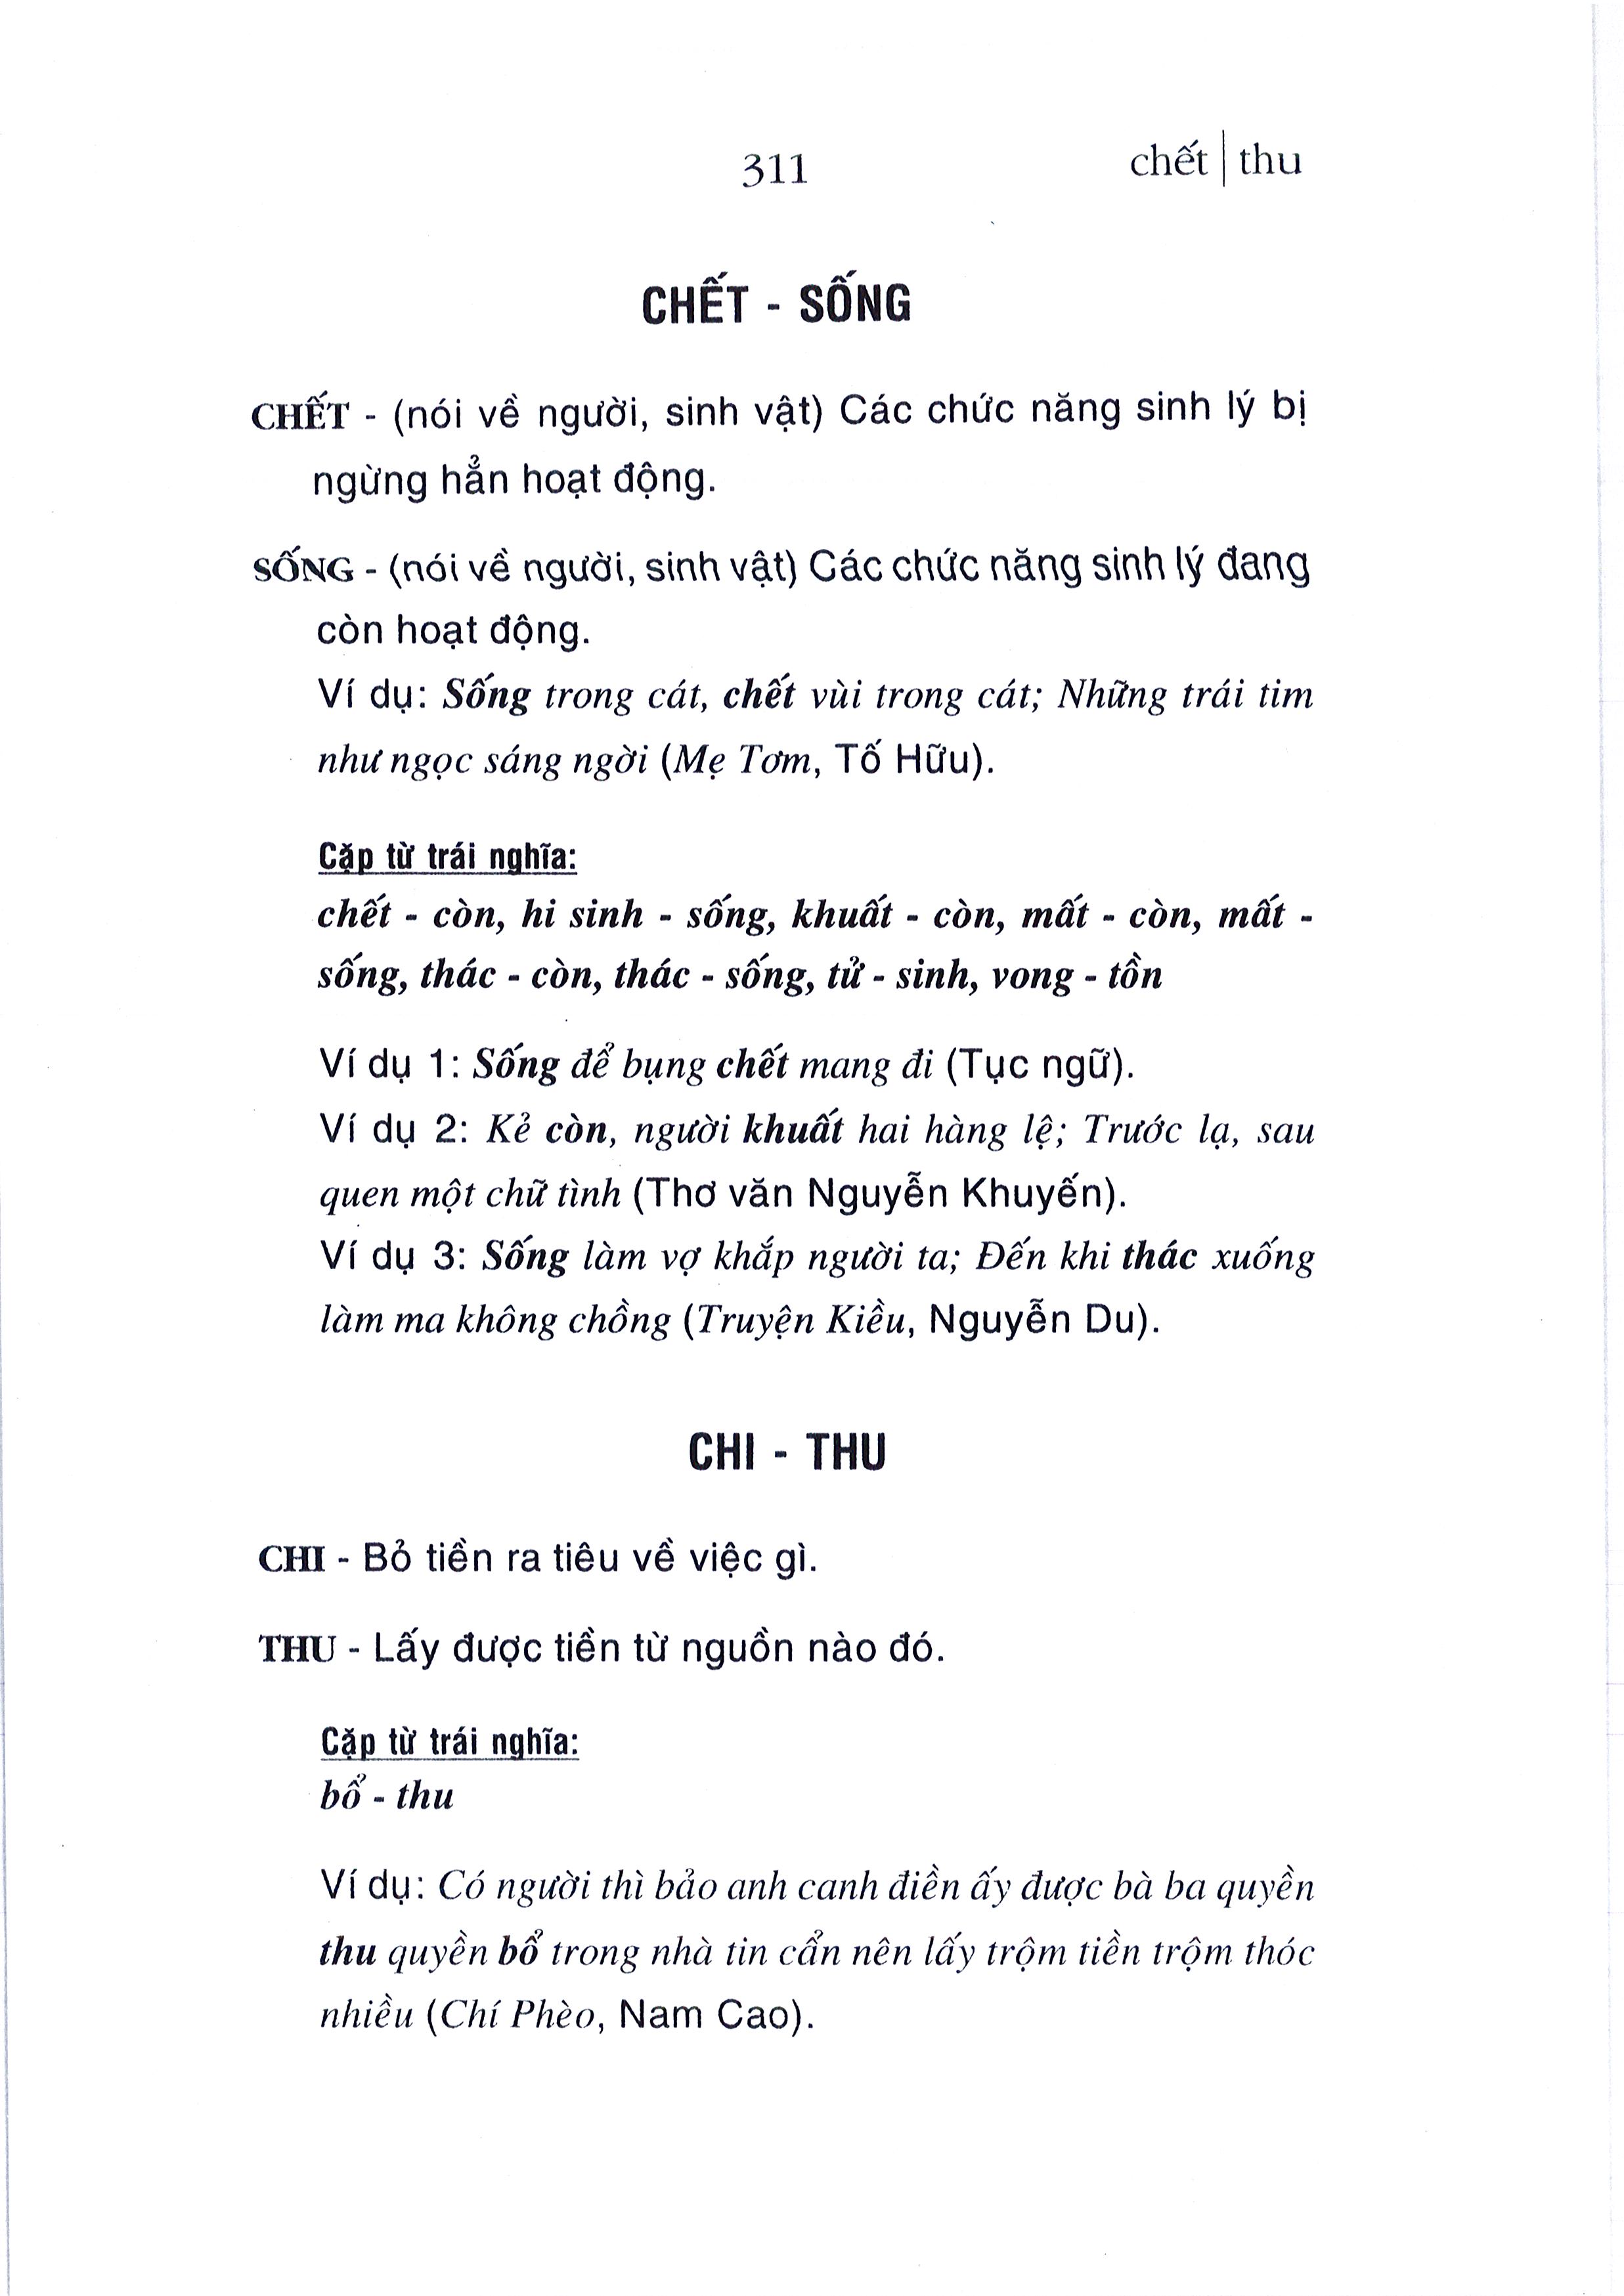 311
chết | thu
CHẾT - SỐNG
CHẾT - (nói về người, sinh vật) Các chức năng sinh lý bị
ngừng hẳn hoạt động.
SỐNG - (nói về người, sinh vật) Các chức năng sinh lý đang
còn hoạt động.
Ví dụ: Sống trong cát, chết vùi trong cát; Những trái tim
như ngọc sáng ngời (Mẹ Tơm, Tố Hữu).
Cặp từ trái nghĩa:
chết - còn, hi sinh - sống, khuất - còn, mất - còn, mất -
sống, thác - còn, thác - sống, tử - sinh, vong - tồn
Ví dụ 1: Sống để bụng chết mang đi (Tục ngữ).
Ví dụ 2: Kẻ còn, người khuất hai hàng lệ; Trước lạ, sau
quen một chữ tình (Thơ văn Nguyễn Khuyến).
Ví dụ 3: Sống làm vợ khắp người ta; Đến khi thác xuống
làm ma không chồng (Truyện Kiều, Nguyễn Du).
CHI - THU
CHI - Bỏ tiền ra tiêu về việc gì.
THU - Lấy được tiền từ nguồn nào đó.
Cặp từ trái nghĩa:
bổ - thu
Ví dụ: Có người thì bảo anh canh điền ấy được bà ba quyền
thu quyền bổ trong nhà tin cẩn nên lấy trộm tiền trộm thóc
nhiều (Chí Phèo, Nam Cao).